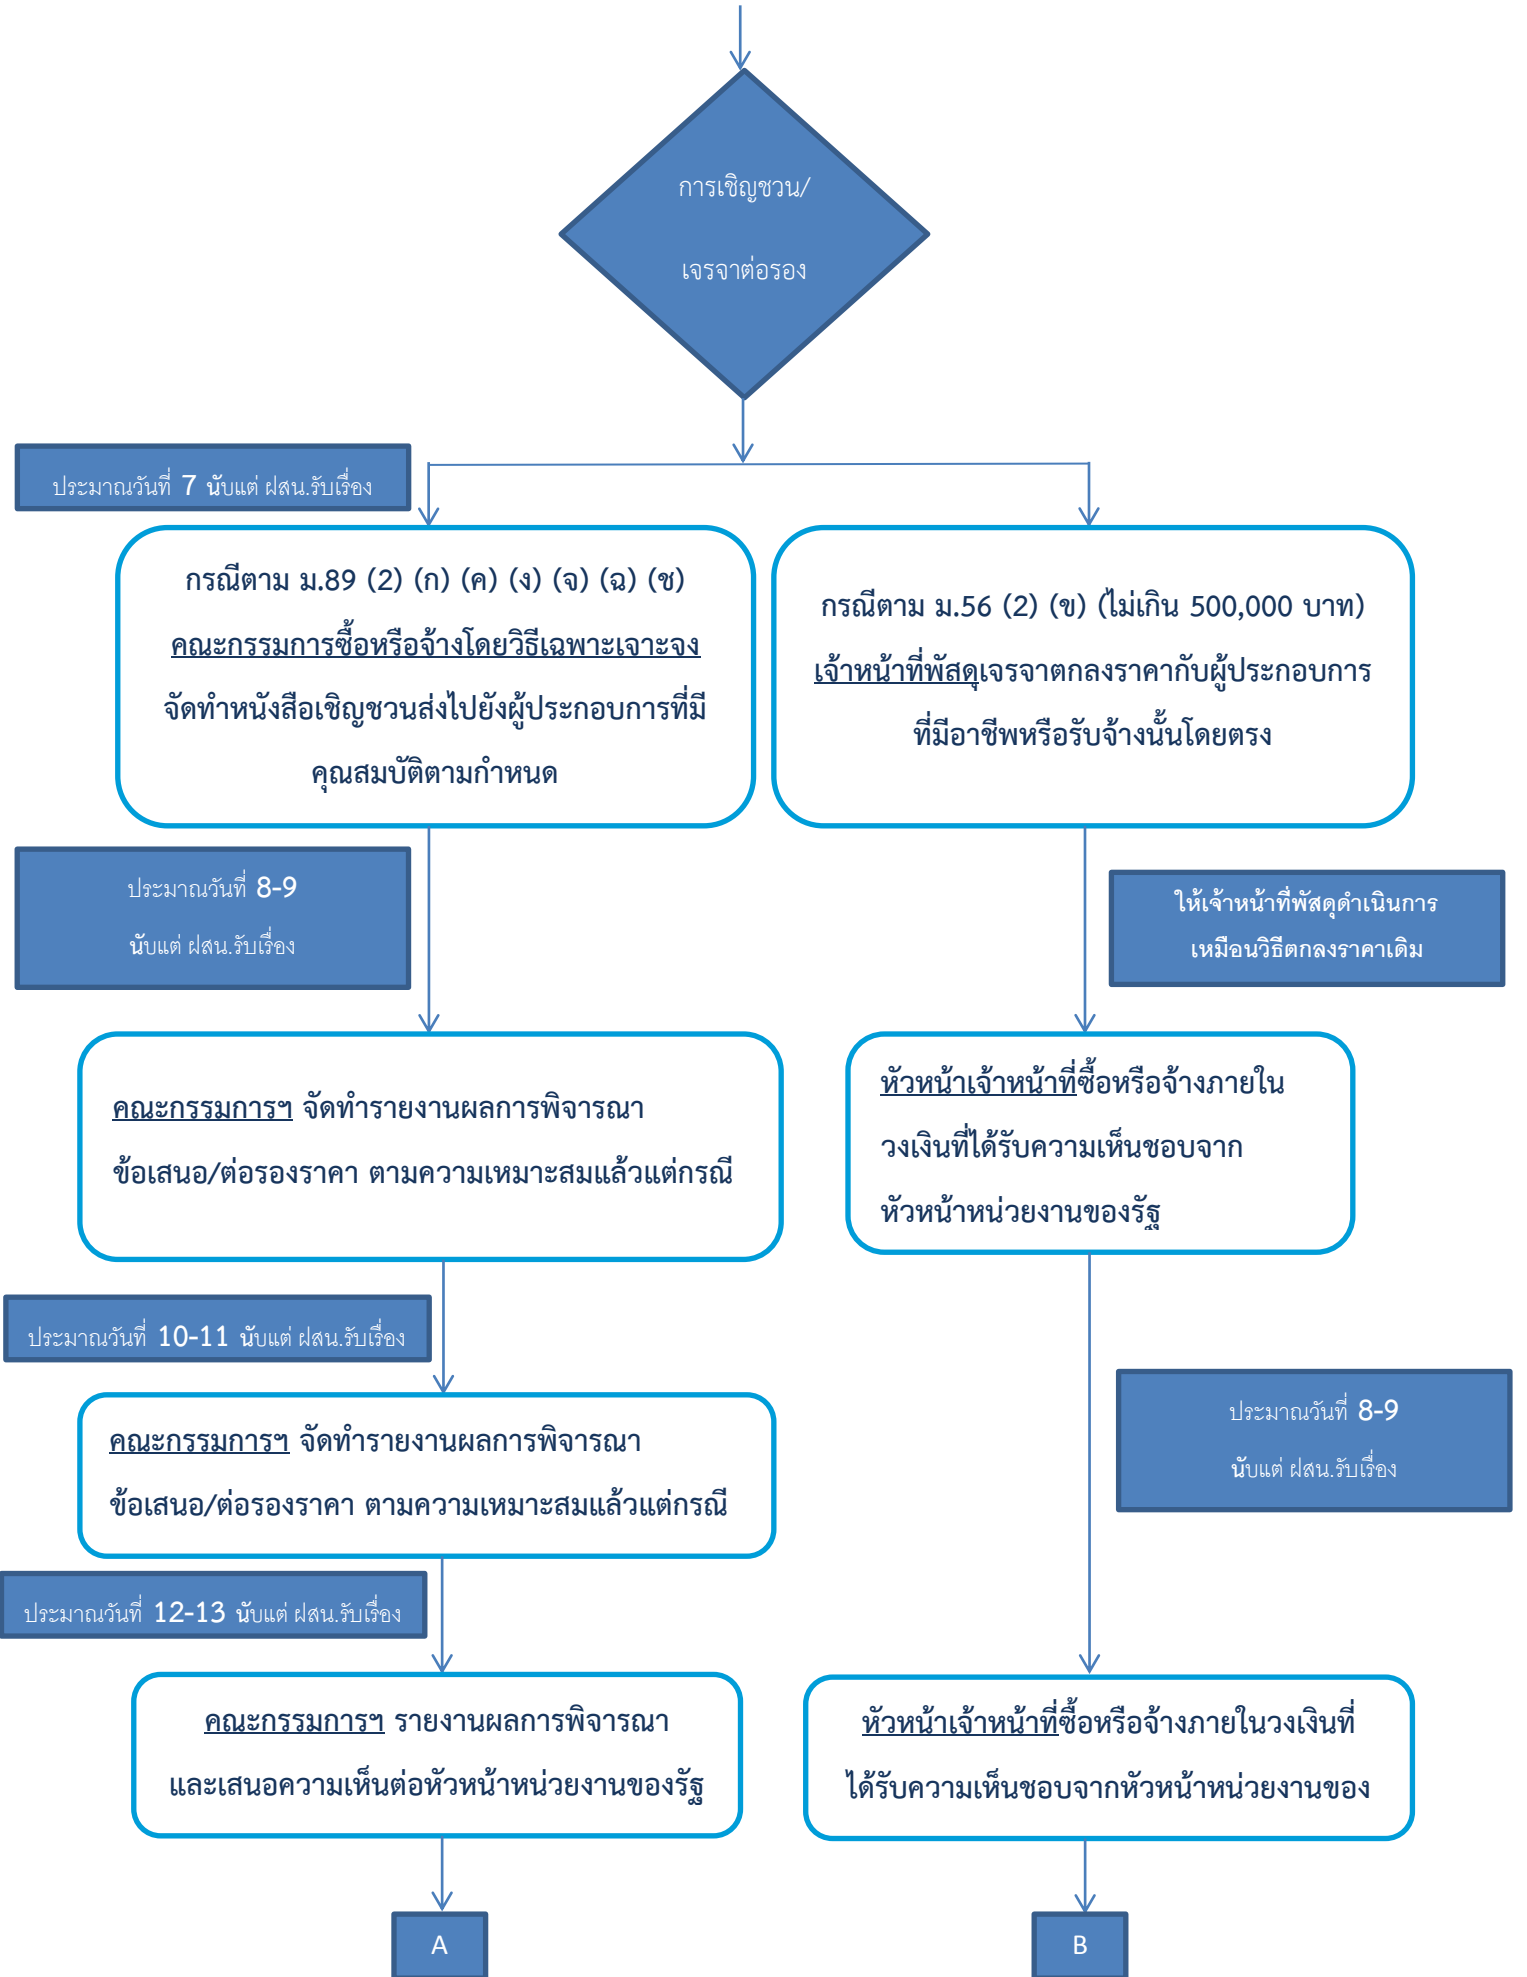 การเชิญชวน/
เจรจาต่อรอง
ประมาณวันที่ 7 นับแต่ ฝสน.รับเรื่อง
กรณีตาม ม.89 (2) (ก) (ค) (ง) (จ) (ฉ) (ช)
คณะกรรมการซื้อหรือจ้างโดยวิธีเฉพาะเจาะจง
จัดทำหนังสือเชิญชวนส่งไปยังผู้ประกอบการที่มี
คุณสมบัติตามกำหนด
กรณีตาม ม.56 (2) (ข) (ไม่เกิน 500,000 บาท)
เจ้าหน้าที่พัสดุเจรจาตกลงราคากับผู้ประกอบการ
ที่มีอาชีพหรือรับจ้างนั้นโดยตรง
ประมาณวันที่ 8-9
นับแต่ ฝสน.รับเรื่อง
ให้เจ้าหน้าที่พัสดุดำเนินการ
เหมือนวิธีตกลงราคาเดิม
คณะกรรมการฯ จัดทำรายงานผลการพิจารณา
ข้อเสนอ/ต่อรองราคา ตามความเหมาะสมแล้วแต่กรณี
หัวหน้าเจ้าหน้าที่ซื้อหรือจ้างภายใน
วงเงินที่ได้รับความเห็นชอบจาก
หัวหน้าหน่วยงานของรัฐ
ประมาณวันที่ 10-11 นับแต่ ฝสน.รับเรื่อง
คณะกรรมการฯ จัดทำรายงานผลการพิจารณา
ข้อเสนอ/ต่อรองราคา ตามความเหมาะสมแล้วแต่กรณี
ประมาณวันที่ 8-9
นับแต่ ฝสน.รับเรื่อง
ประมาณวันที่ 12-13 นับแต่ ฝสน.รับเรื่อง
คณะกรรมการฯ รายงานผลการพิจารณา
และเสนอความเห็นต่อหัวหน้าหน่วยงานของรัฐ
หัวหน้าเจ้าหน้าที่ซื้อหรือจ้างภายในวงเงินที่
ได้รับความเห็นชอบจากหัวหน้าหน่วยงานของ
A
B